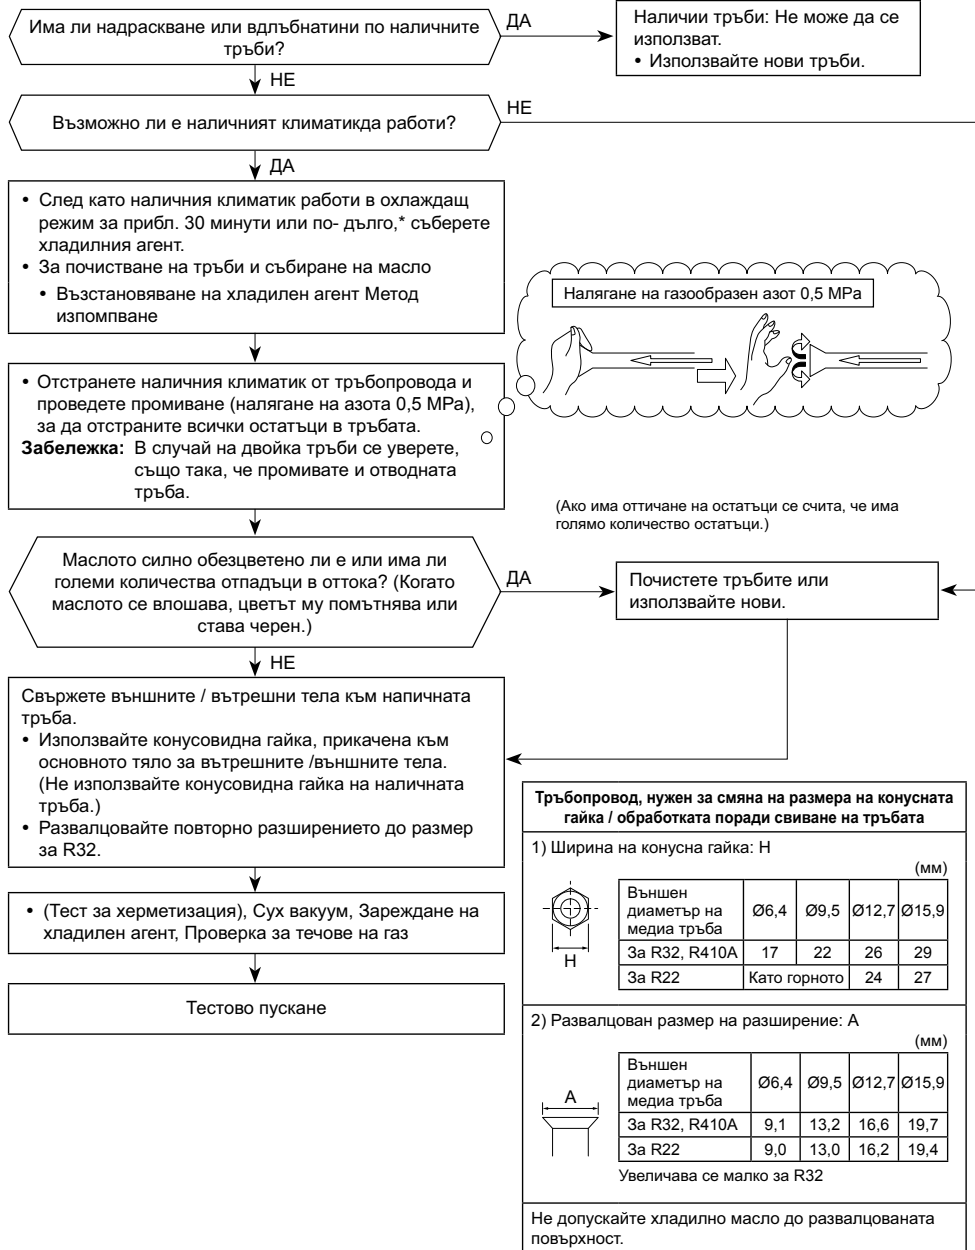 Има ли надраскване или вдлъбнатини по наличните
тръби?
ДА
Наличии тръби: Не може да се
използват.
• Използвайте нови тръби.
НЕ
Възможно ли е наличният климатикда работи?
НЕ
ДА
• След като наличния климатик работи в охлаждащ
режим за прибл. 30 минути или по- дълго,* съберете
хладилния агент.
• За почистване на тръби и събиране на масло
• Възстановяване на хладилен агент Метод
изпомпване
Налягане на газообразен азот 0,5 MPa
• Отстранете наличния климатик от тръбопровода и
проведете промиване (налягане на азота 0,5 MPa),
за да отстраните всички остатъци в тръбата.
Забележка: В случай на двойка тръби се уверете,
също така, че промивате и отводната
тръба.
(Ако има оттичане на остатъци се счита, че има
голямо количество остатъци.)
Маслото силно обезцветено ли е или има ли
големи количества отпадъци в оттока? (Когато
маслото се влошава, цветът му помътнява или
става черен.)
ДА
Почистете тръбите или
използвайте нови.
НЕ
Свържете външните / вътрешни тела към напичната
тръба.
• Използвайте конусовидна гайка, прикачена към
основното тяло за вътрешните /външните тела.
(Не използвайте конусовидна гайка на наличната
тръба.)
• Развалцовайте повторно разширението до размер
за R32.
• (Тест за херметизация), Сух вакуум, Зареждане на
хладилен агент, Проверка за течове на газ
Тестово пускане
Тръбопровод, нужен за смяна на размера на конусната
гайка / обработката поради свиване на тръбата
1) Ширина на конусна гайка: H
(мм)
H
Външен
диаметър на
медиа тръба
Ø6,4 Ø9,5 Ø12,7 Ø15,9
За R32, R410A 17 22 26 29
За R22 Като горното 24 27
2) Развалцован размер на разширение: A
(мм)
A
Външен
диаметър на
медиа тръба
Ø6,4 Ø9,5 Ø12,7 Ø15,9
За R32, R410A 9,1 13,2 16,6 19,7
За R22 9,0 13,0 16,2 19,4
Увеличава се малко за R32
Не допускайте хладилно масло до развалцованата
повърхност.